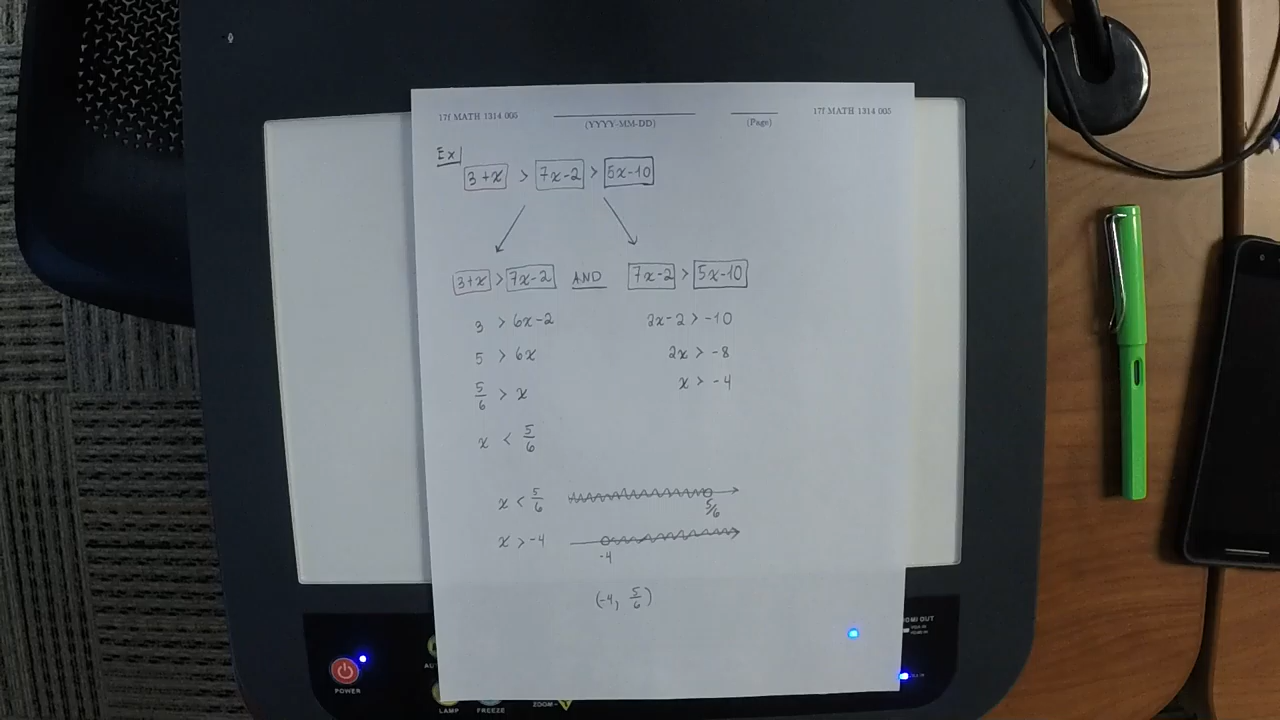 17f MATH 1314 005 (YYYY-MM-DD) (Page) 17f MATH 1314 005
Ex
3+x > 7x-2 > 5x-10
3+x > 7x-2 AND 7x-2 > 5x-10
3 > 6x-2 2x-2 > -10
5 > 6x 2x > -8
5/6 > x x > -4
x < 5/6
x < 5/6 5/6
x > -4 -4
(-4, 5/6)
POWER
LAMP FREEZE ZOOM-